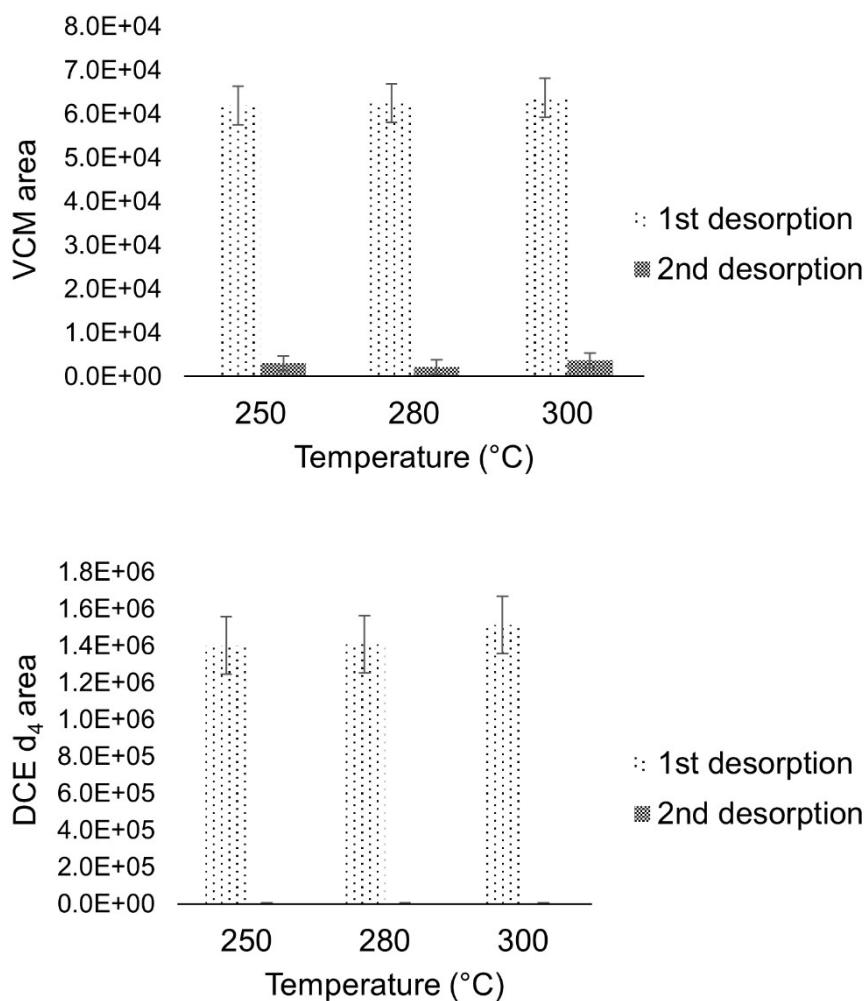 8.0E+04
7.0E+04
6.0E+04
5.0E+04
4.0E+04
3.0E+04
2.0E+04
1.0E+04
0.0E+00
VCM area
250 280 300
Temperature (°C)
1st desorption
2nd desorption
1.8E+06
1.6E+06
1.4E+06
1.2E+06
1.0E+06
8.0E+05
6.0E+05
4.0E+05
2.0E+05
0.0E+00
DCE d₄ area
250 280 300
Temperature (°C)
1st desorption
2nd desorption